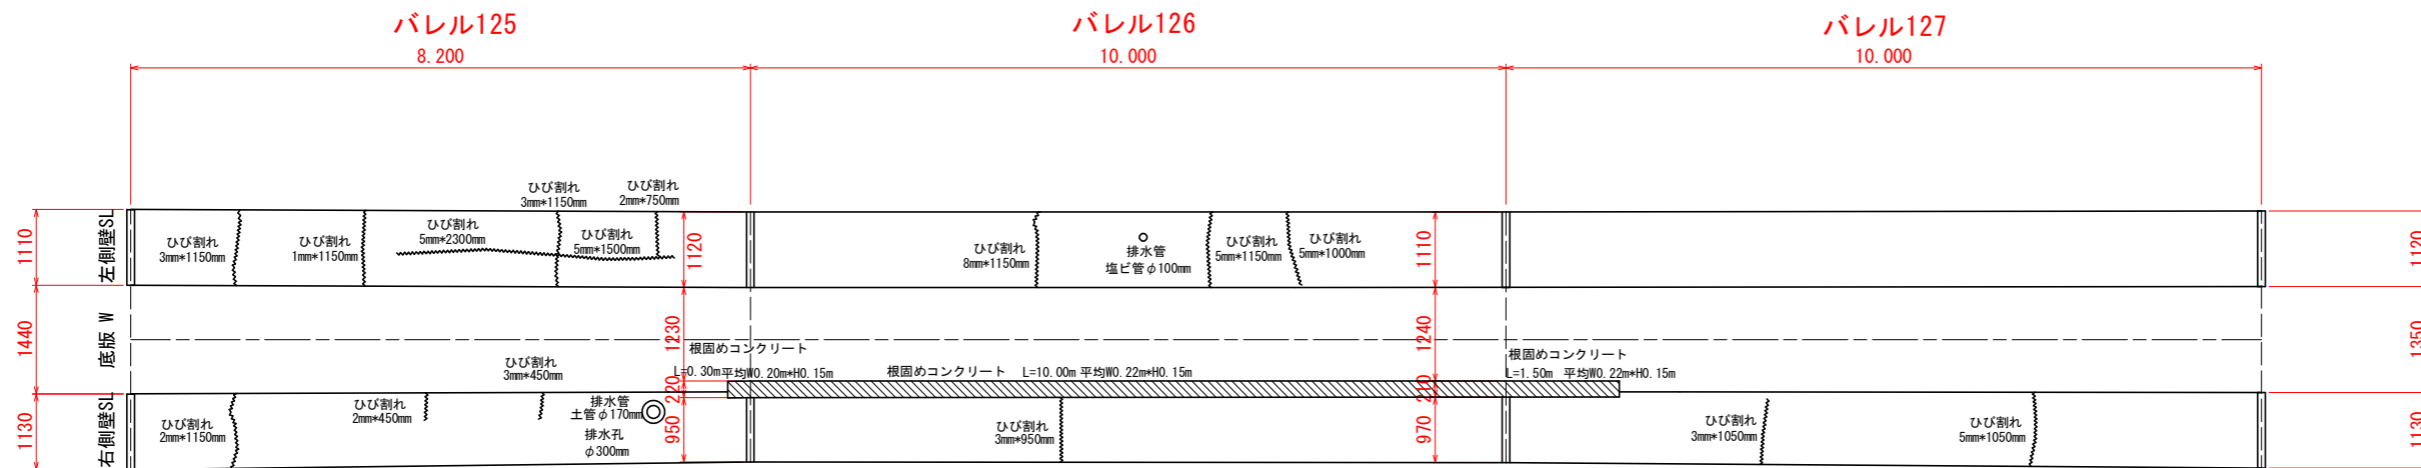 バレル125
バレル126
バレル127
8.200
10.000
10.000
ひび割れ
3mm*1150mm
ひび割れ
2mm*750mm
左側壁SL
1110
ひび割れ
3mm*1150mm
ひび割れ
1mm*1150mm
ひび割れ
5mm*2300mm
ひび割れ
5mm*1500mm
1120
ひび割れ
8mm*1150mm
排水管
塩ビ管φ100mm
ひび割れ
5mm*1150mm
ひび割れ
5mm*1000mm
1110
1120
底版 W
1440
1230
1240
1350
根固めコンクリート
L=0.30m平均W0.20m*H0.15m
根固めコンクリート L=10.00m 平均W0.22m*H0.15m
根固めコンクリート
L=1.50m 平均W0.22m*H0.15m
ひび割れ
3mm*450mm
220
210
右側壁SL
1130
ひび割れ
2mm*1150mm
ひび割れ
2mm*450mm
排水管
土管φ170mm
排水孔
φ300mm
950
ひび割れ
3mm*950mm
970
ひび割れ
3mm*1050mm
ひび割れ
5mm*1050mm
1130